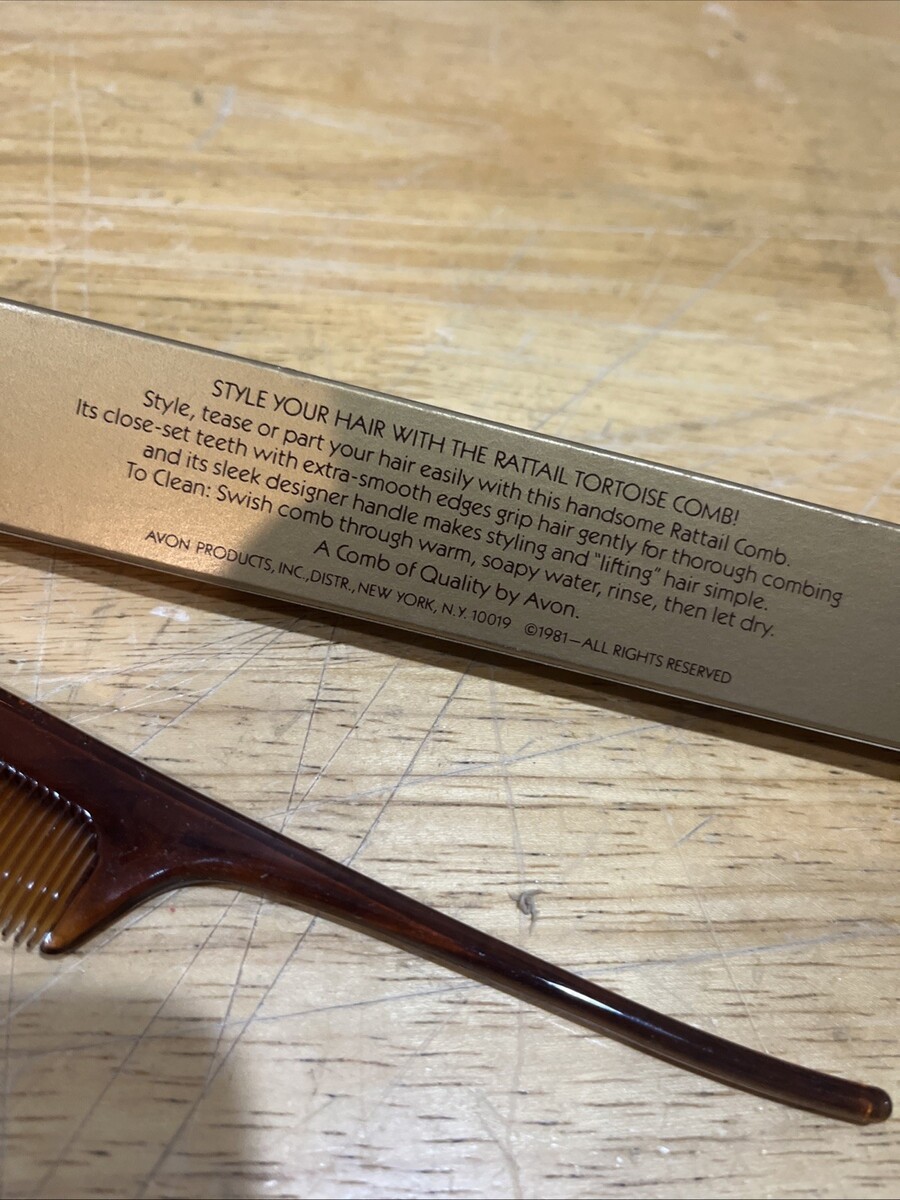 STYLE YOUR HAIR WITH THE RATTAIL TORTOISE COMB!
Style, tease or part your hair easily with this handsome Rattail Comb.
Its close-set teeth with extra-smooth edges grip hair gently for thorough combing
and its sleek designer handle makes styling and "lifting" hair simple.
To Clean: Swish comb through warm, soapy water, rinse, then let dry.
A Comb of Quality by Avon.
AVON PRODUCTS, INC., DISTR., NEW YORK, N.Y. 10019 ©1981—ALL RIGHTS RESERVED